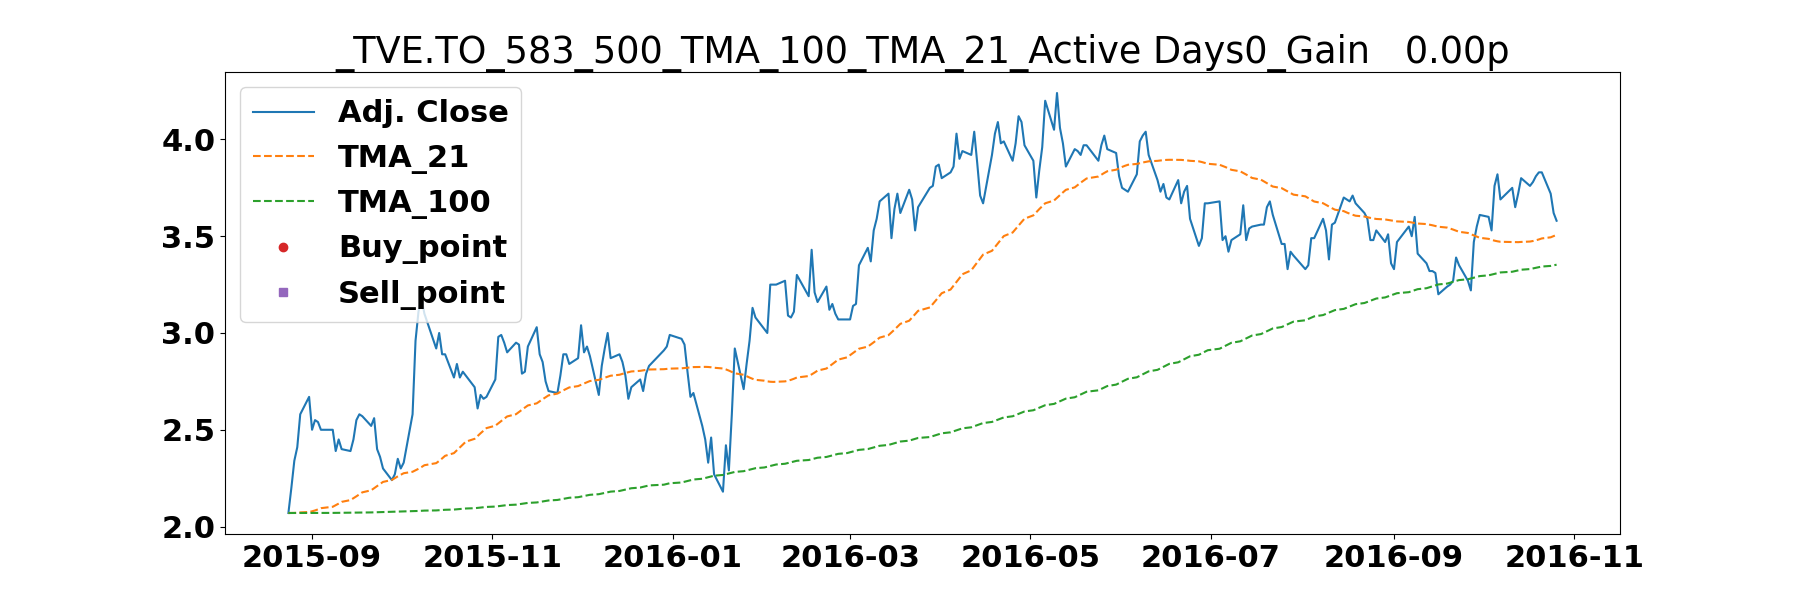 _TVE.TO_583_500_TMA_100_TMA_21_Active Days0_Gain   0.00p
Adj. Close
TMA_21
TMA_100
Buy_point
Sell_point
4.0
3.5
3.0
2.5
2.0
2015-09 2015-11 2016-01 2016-03 2016-05 2016-07 2016-09 2016-11